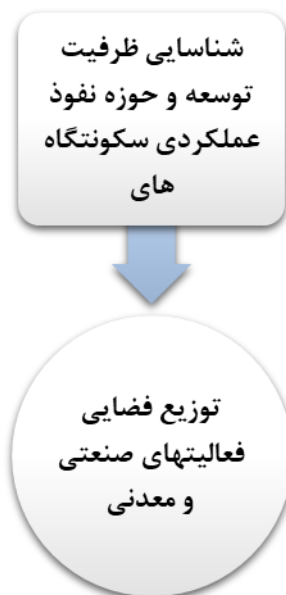 شناسایی ظرفیت
توسعه و حوزه نفوذ
عملکردی سکونتگاه
های
توزیع فضایی
فعالیتهای صنعتی
و معدنی